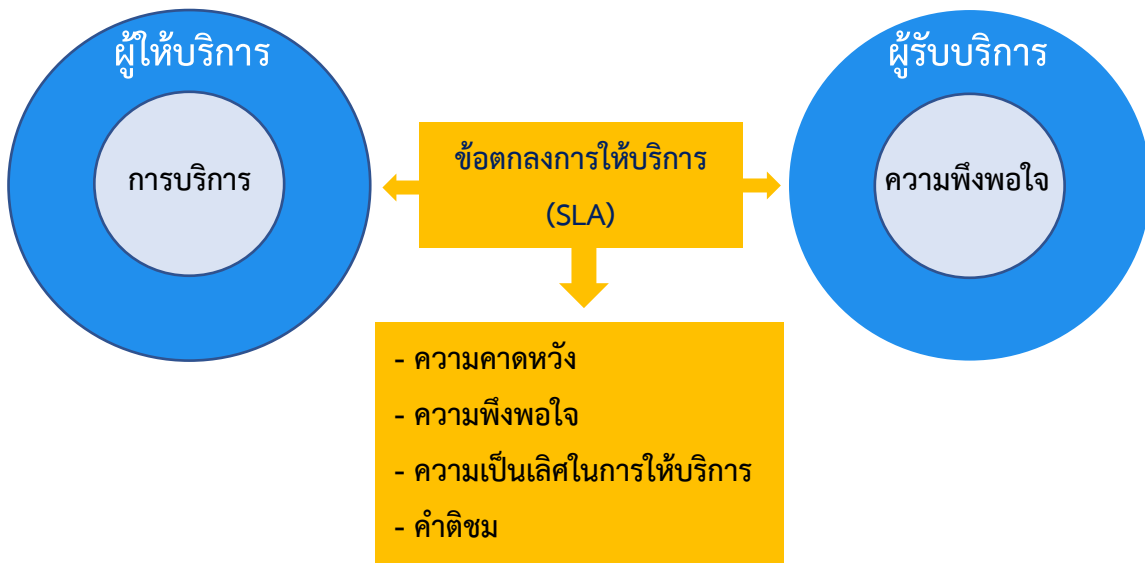 ผู้ให้บริการ
การบริการ
ข้อตกลงการให้บริการ
(SLA)
ผู้รับบริการ
ความพึงพอใจ
- ความคาดหวัง
- ความพึงพอใจ
- ความเป็นเลิศในการให้บริการ
- คำติชม